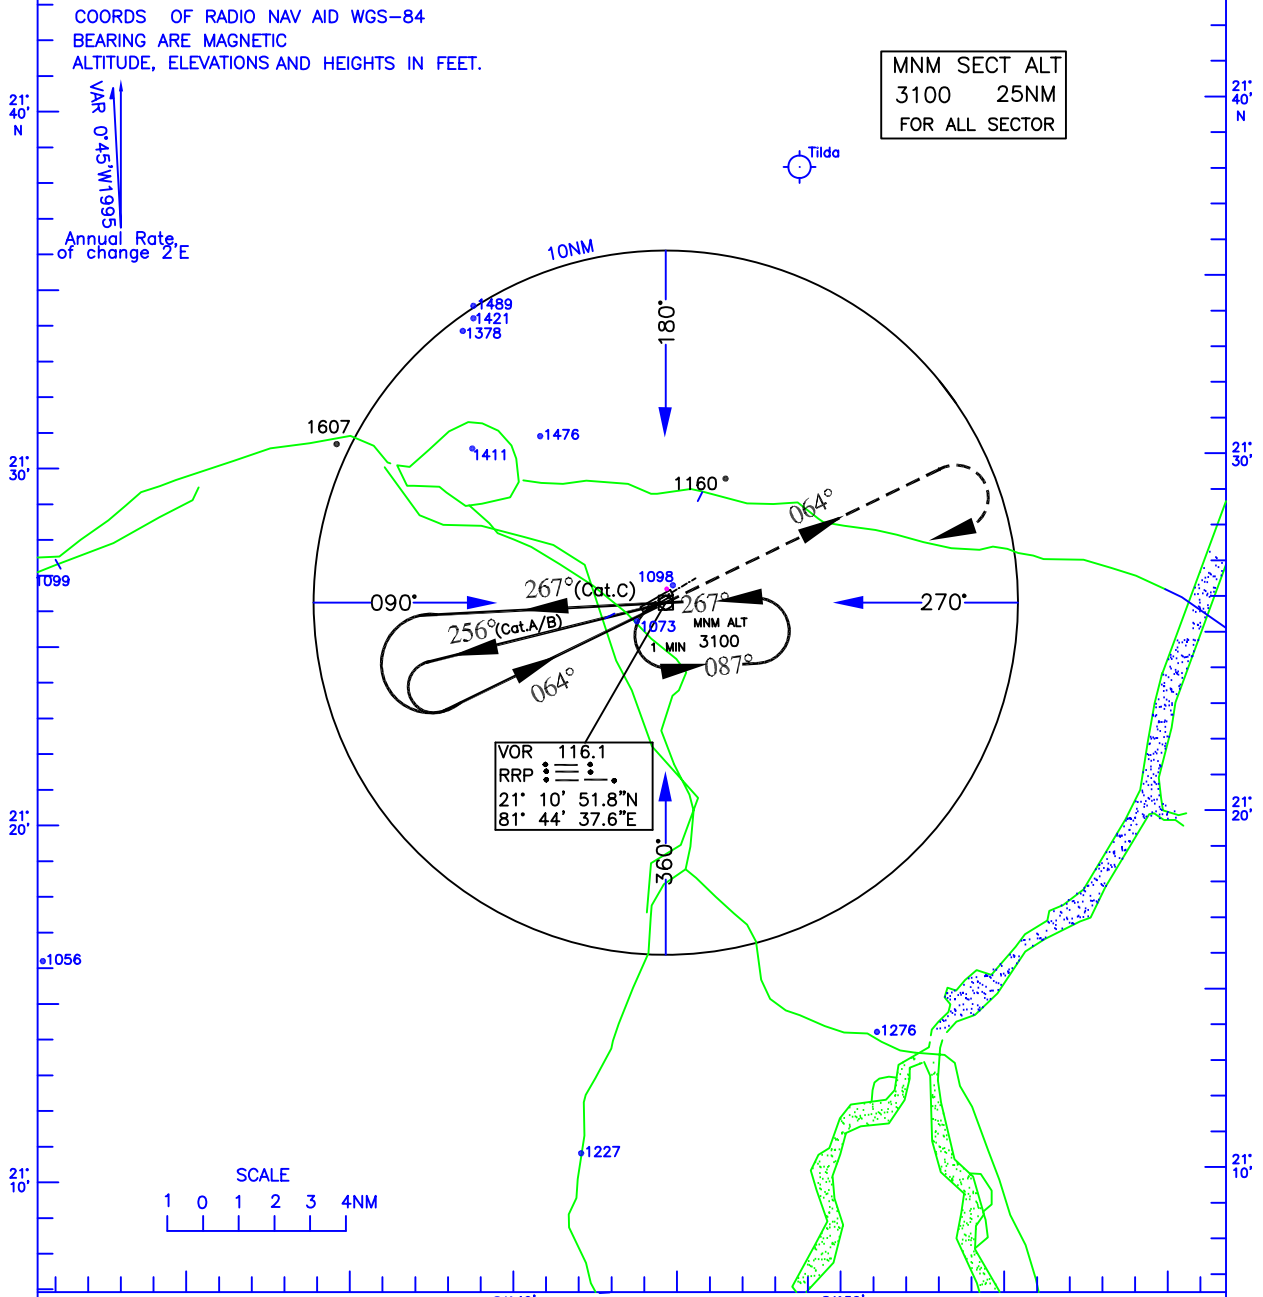 COORDS OF RADIO NAV AID WGS-84
BEARING ARE MAGNETIC
ALTITUDE, ELEVATIONS AND HEIGHTS IN FEET.
MNM SECT ALT
3100 25NM
FOR ALL SECTOR
21° 40' N
21° 40' N
VAR 0°45'W1995
Annual Rate
of change 2'E
Tilda
10NM
1489
1421
1378
180°
1607
1476
1411
21° 30'
21° 30'
1160
064°
1099
1098
267°(Cat.C)
090°
267°
270°
256°(Cat.A/B)
1073
MNM ALT
3100
1 MIN
087°
064°
VOR 116.1
RRP
21° 10' 51.8"N
81° 44' 37.6"E
21° 20'
21° 20'
360°
1056
1276
1227
21° 10'
21° 10'
SCALE
1 0 1 2 3 4NM